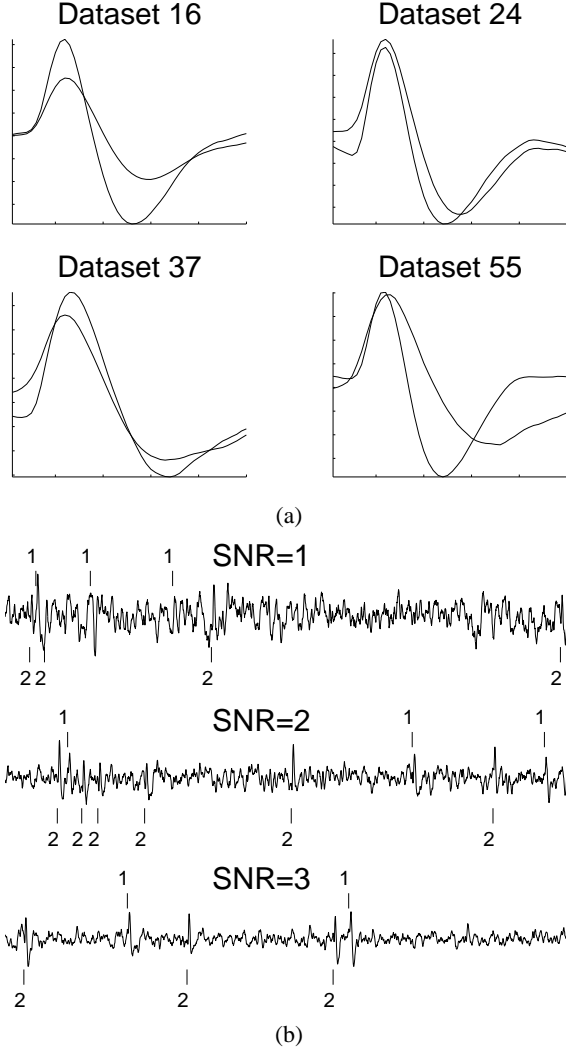 Dataset 16
Dataset 24
Dataset 37
Dataset 55
(a)
1 1 1 SNR=1
2 2 2 2
1 SNR=2 1 1
2 2 2 2 2 2
1 SNR=3 1
2 2 2
(b)